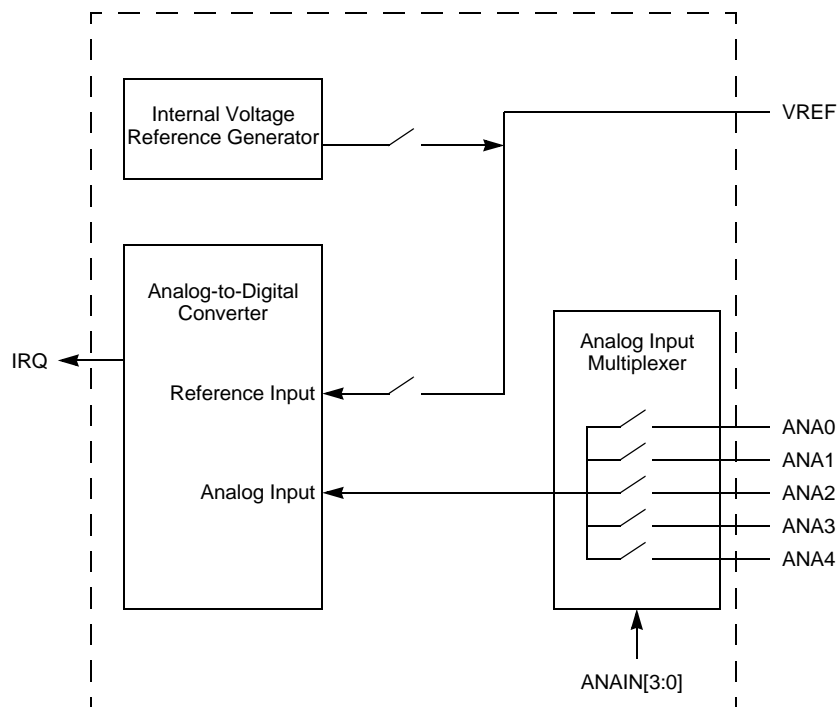 Internal Voltage
Reference Generator
VREF
Analog-to-Digital
Converter
IRQ
Reference Input
Analog Input
Analog Input
Multiplexer
ANA0
ANA1
ANA2
ANA3
ANA4
ANAIN[3:0]